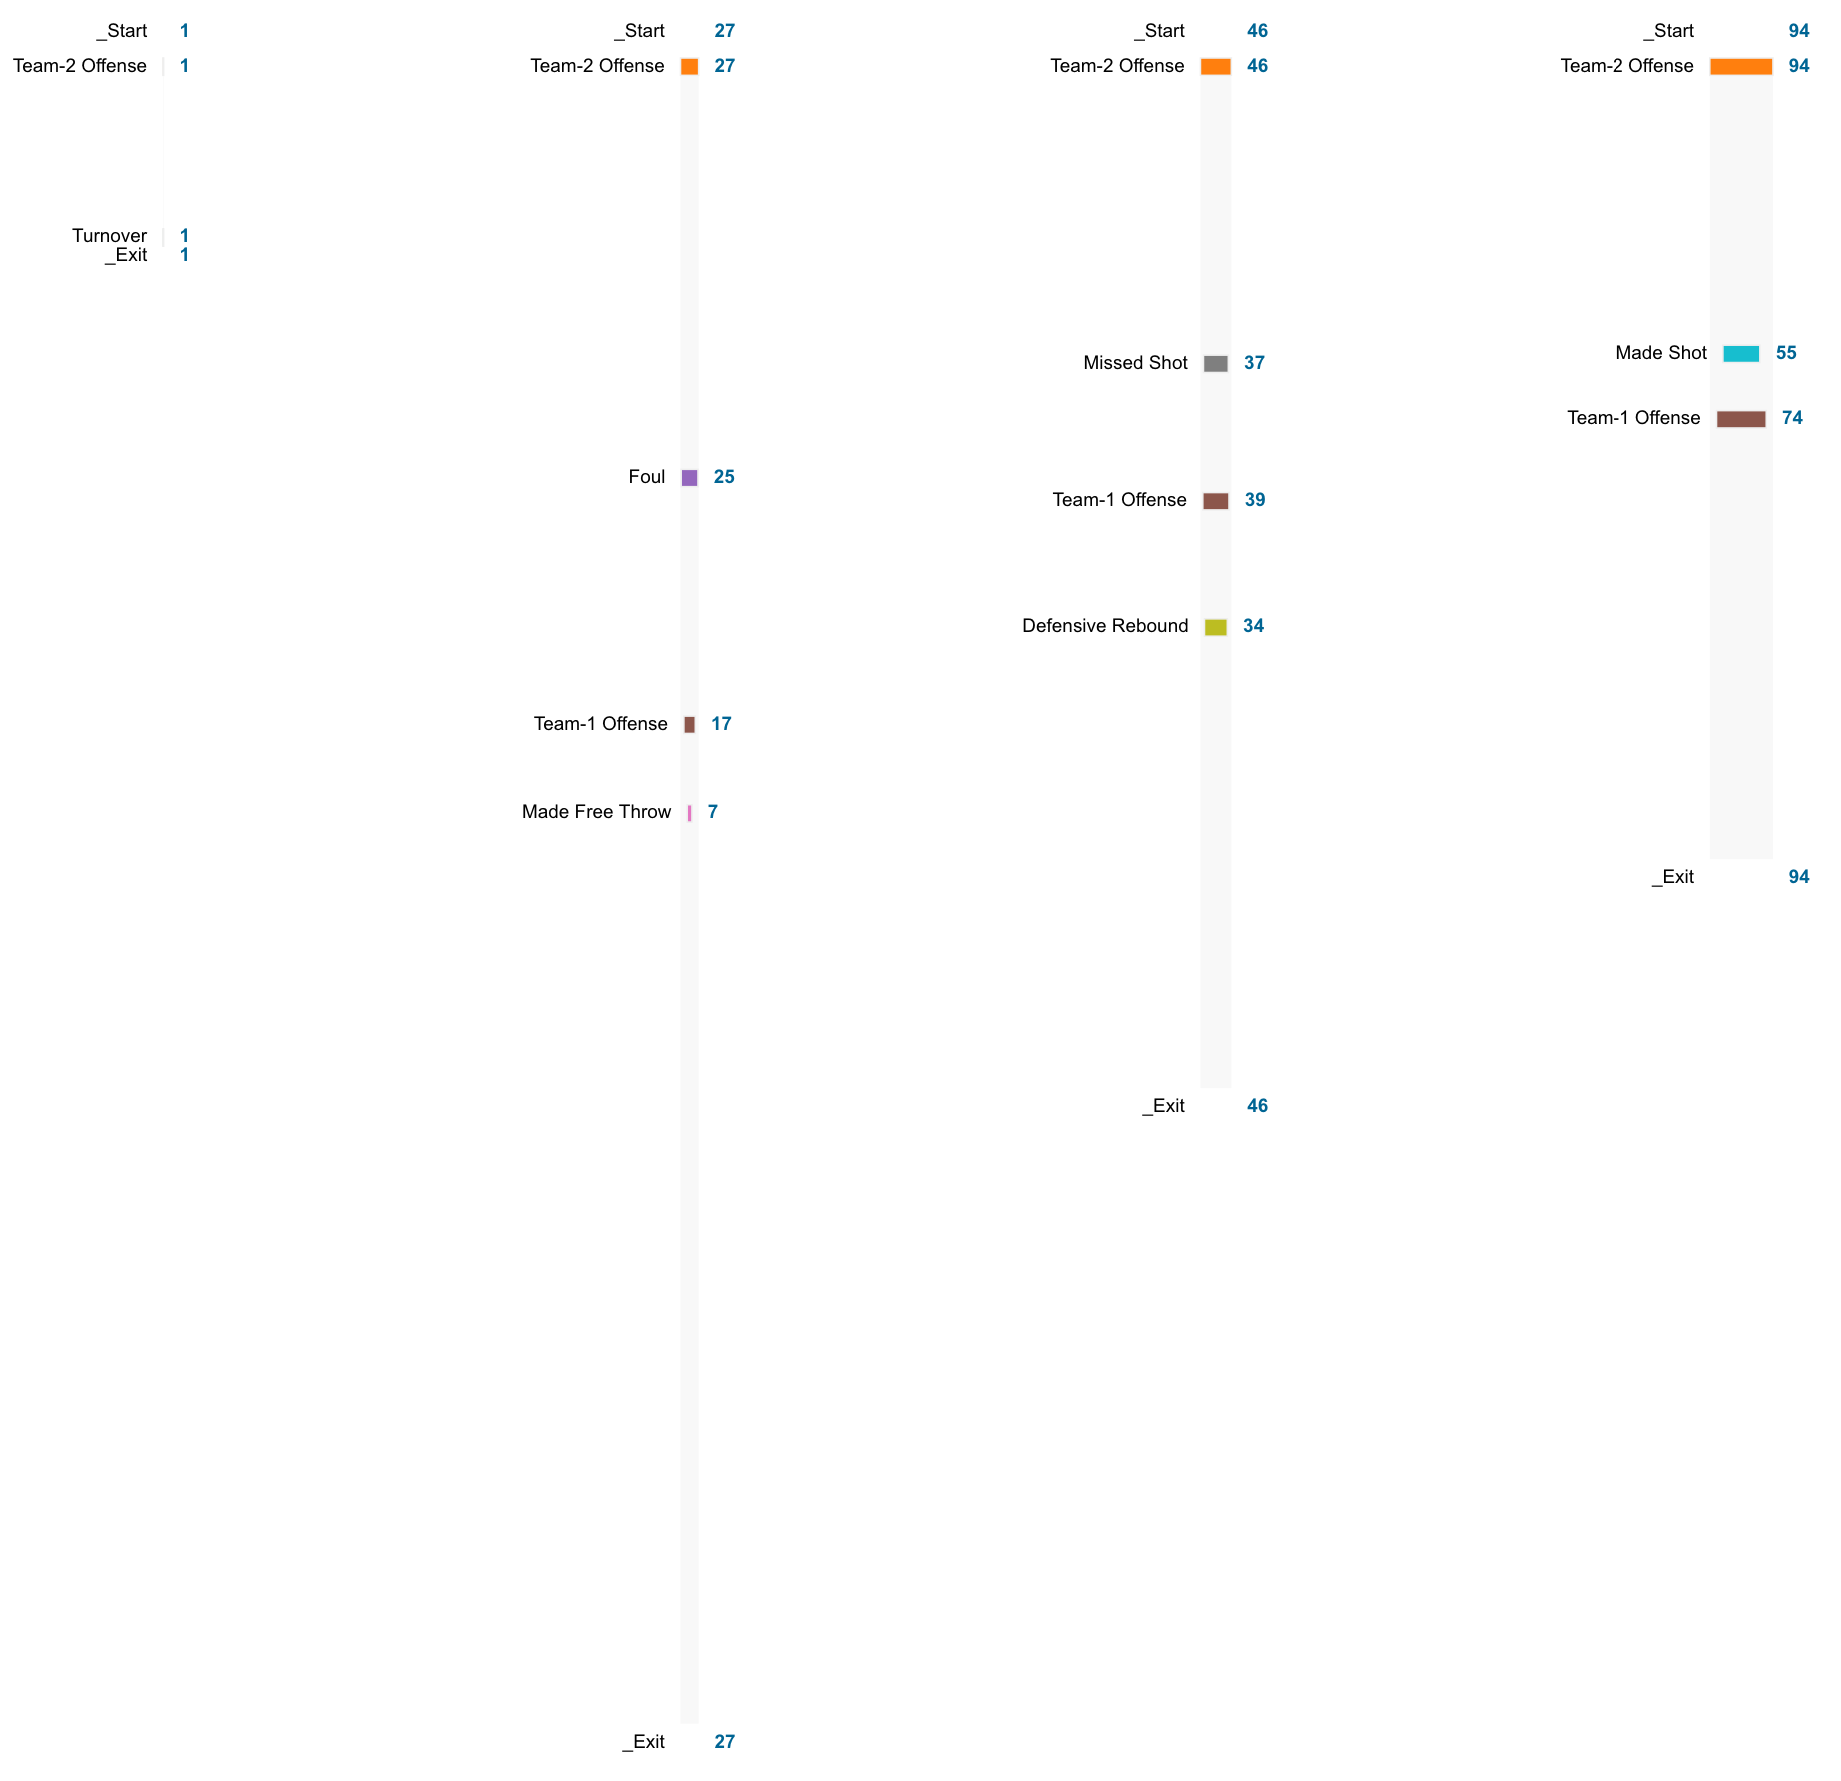 _Start 1
Team-2 Offense 1
Turnover 1
_Exit 1
_Start 27
Team-2 Offense 27
Foul 25
Team-1 Offense 17
Made Free Throw 7
_Exit 27
_Start 46
Team-2 Offense 46
Missed Shot 37
Team-1 Offense 39
Defensive Rebound 34
_Exit 46
_Start 94
Team-2 Offense 94
Made Shot 55
Team-1 Offense 74
_Exit 94